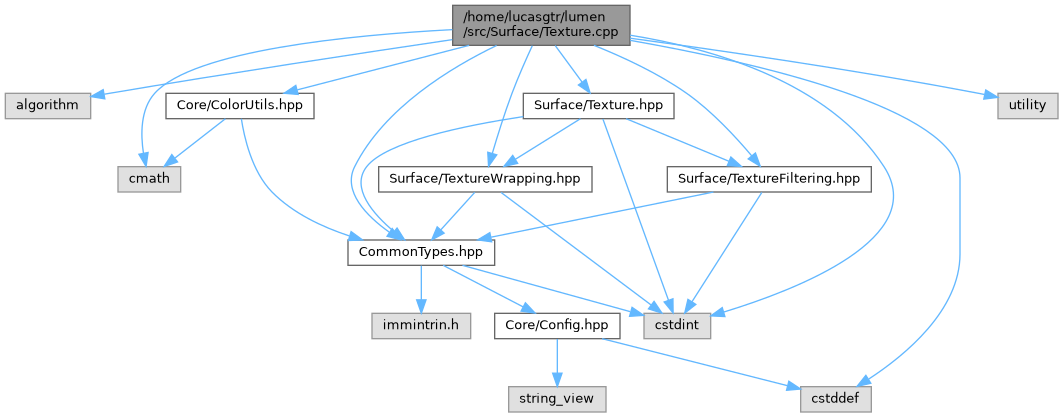 /home/lucasgtr/lumen
/src/Surface/Texture.cpp
algorithm
Core/ColorUtils.hpp
Surface/Texture.hpp
utility
cmath
Surface/TextureWrapping.hpp
Surface/TextureFiltering.hpp
CommonTypes.hpp
immintrin.h
Core/Config.hpp
cstdint
string_view
cstddef